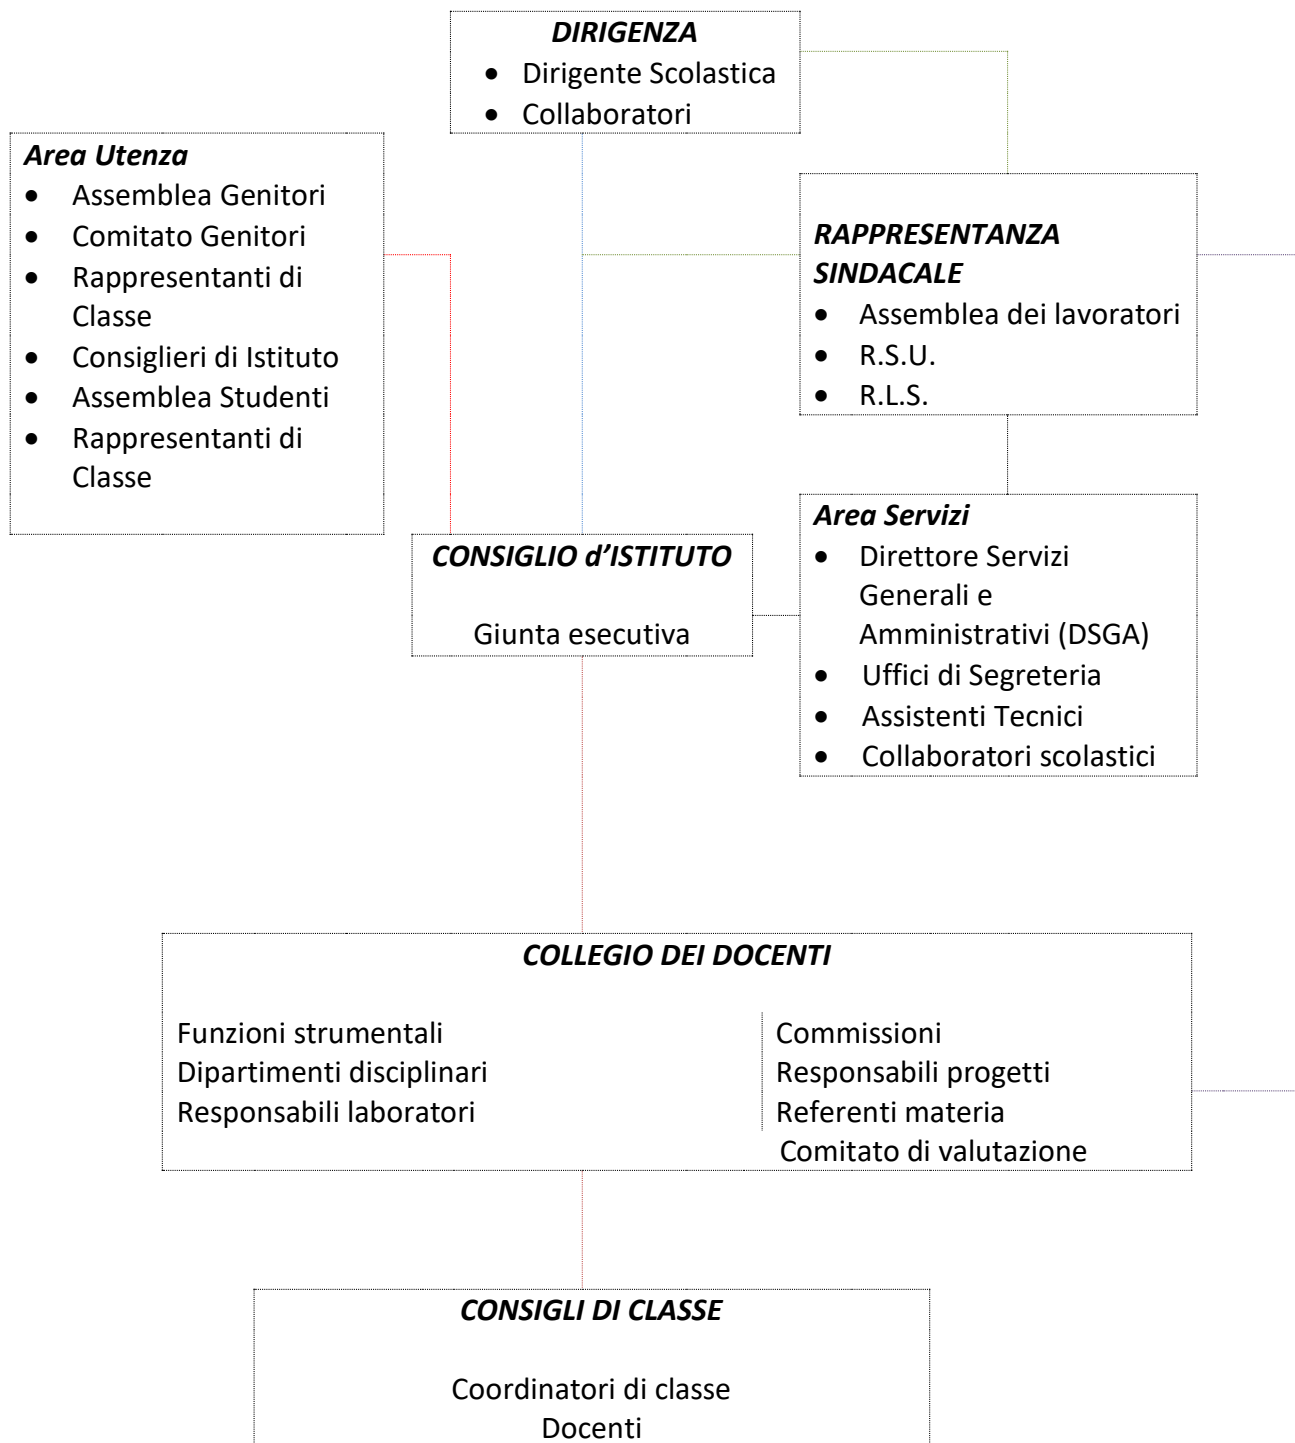 DIRIGENZA
• Dirigente Scolastica
• Collaboratori
Area Utenza
• Assemblea Genitori
• Comitato Genitori
• Rappresentanti di
Classe
• Consiglieri di Istituto
• Assemblea Studenti
• Rappresentanti di
Classe
RAPPRESENTANZA
SINDACALE
• Assemblea dei lavoratori
• R.S.U.
• R.L.S.
CONSIGLIO d’ISTITUTO
Giunta esecutiva
Area Servizi
• Direttore Servizi
Generali e
Amministrativi (DSGA)
• Uffici di Segreteria
• Assistenti Tecnici
• Collaboratori scolastici
COLLEGIO DEI DOCENTI
Funzioni strumentali
Dipartimenti disciplinari
Responsabili laboratori
Commissioni
Responsabili progetti
Referenti materia
Comitato di valutazione
CONSIGLI DI CLASSE
Coordinatori di classe
Docenti